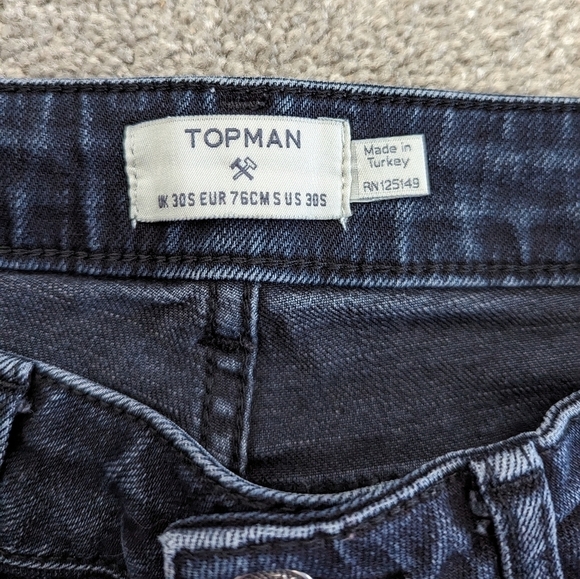 TOPMAN
UK 30S EUR 76CM S US 30S
Made in
Turkey
RN125149